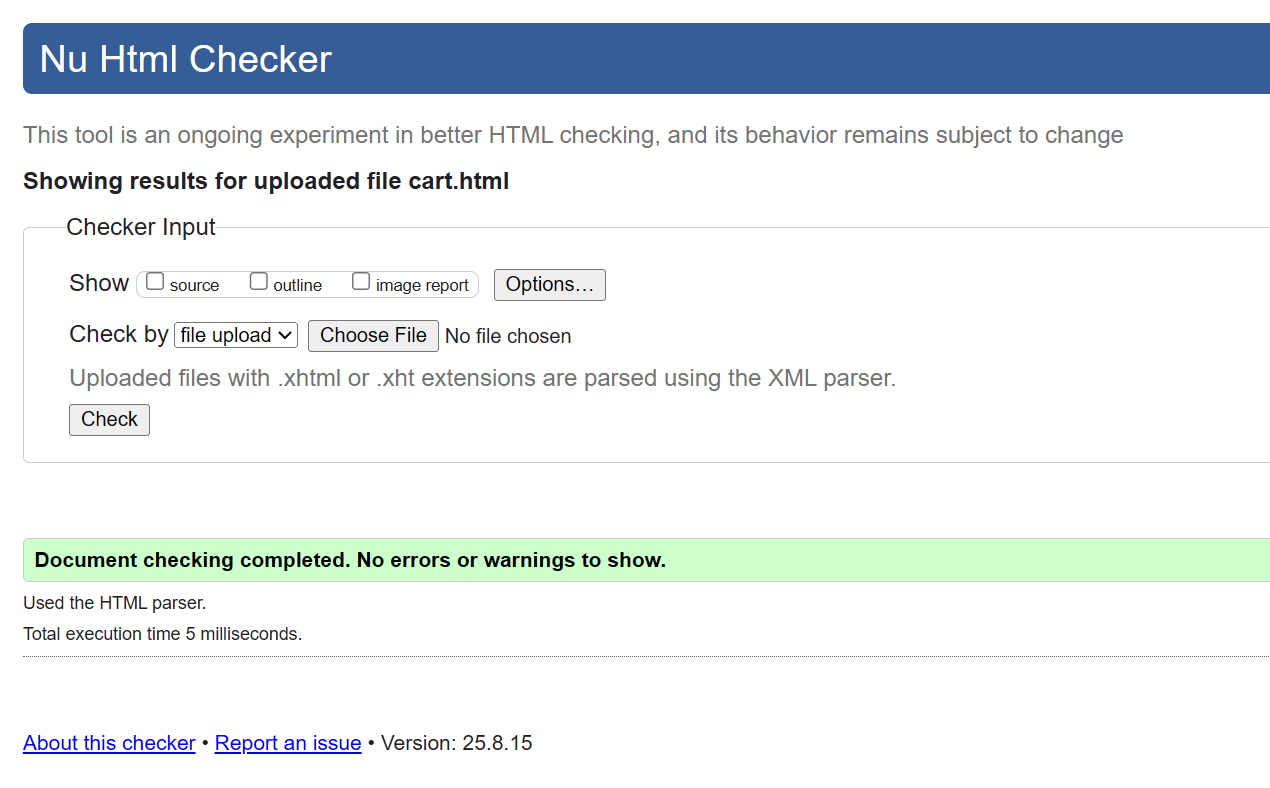 Nu Html Checker
This tool is an ongoing experiment in better HTML checking, and its behavior remains subject to change
Showing results for uploaded file cart.html
Checker Input
Show source outline image report Options…
Check by file upload Choose File No file chosen
Uploaded files with .xhtml or .xht extensions are parsed using the XML parser.
Check
Document checking completed. No errors or warnings to show.
Used the HTML parser.
Total execution time 5 milliseconds.
About this checker • Report an issue • Version: 25.8.15